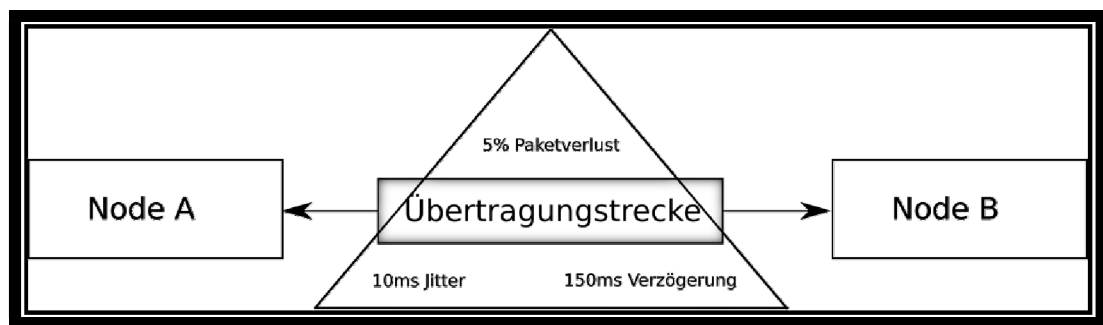 5% Paketverlust
Node A
Übertragungstrecke
Node B
10ms Jitter
150ms Verzögerung